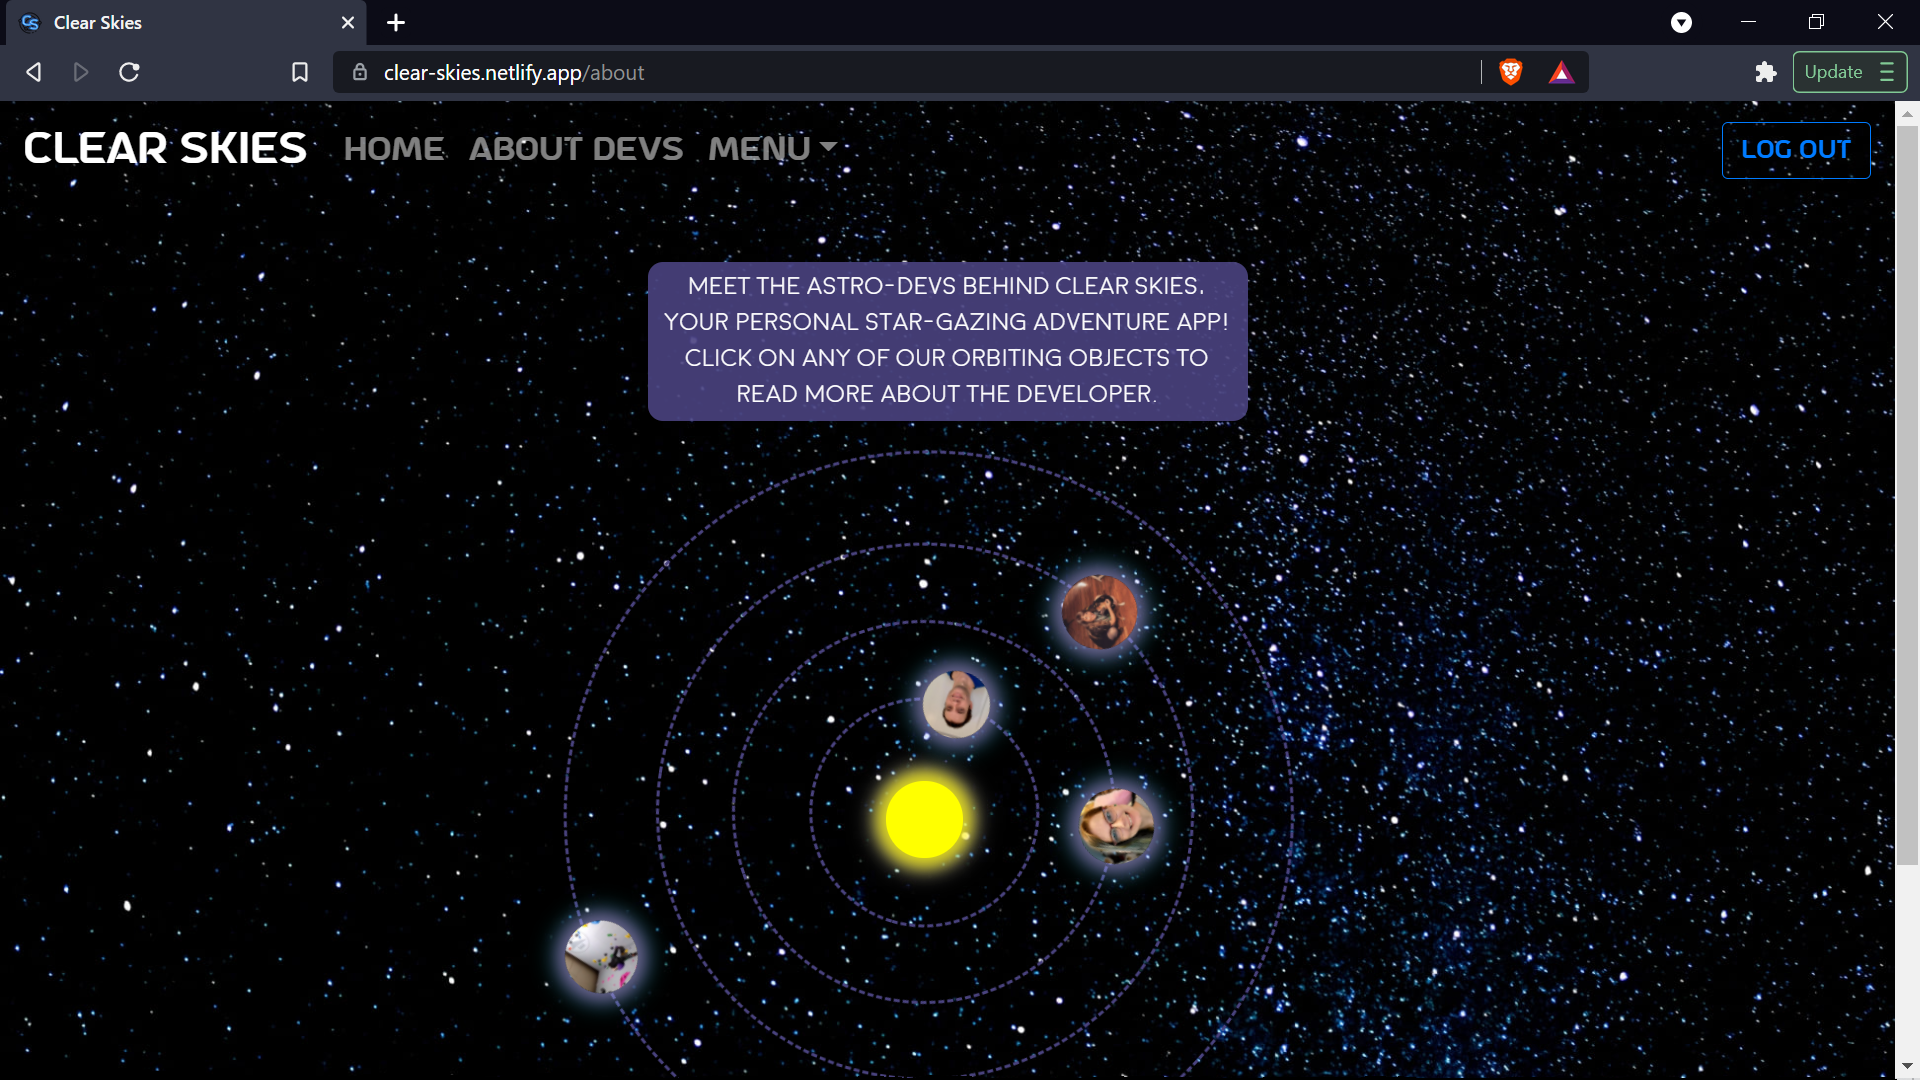 Clear Skies
clear-skies.netlify.app/about
Update
CLEAR SKIES HOME ABOUT DEVS MENU LOG OUT
MEET THE ASTRO-DEVS BEHIND CLEAR SKIES.
YOUR PERSONAL STAR-GAZING ADVENTURE APP!
CLICK ON ANY OF OUR ORBITING OBJECTS TO
READ MORE ABOUT THE DEVELOPER.